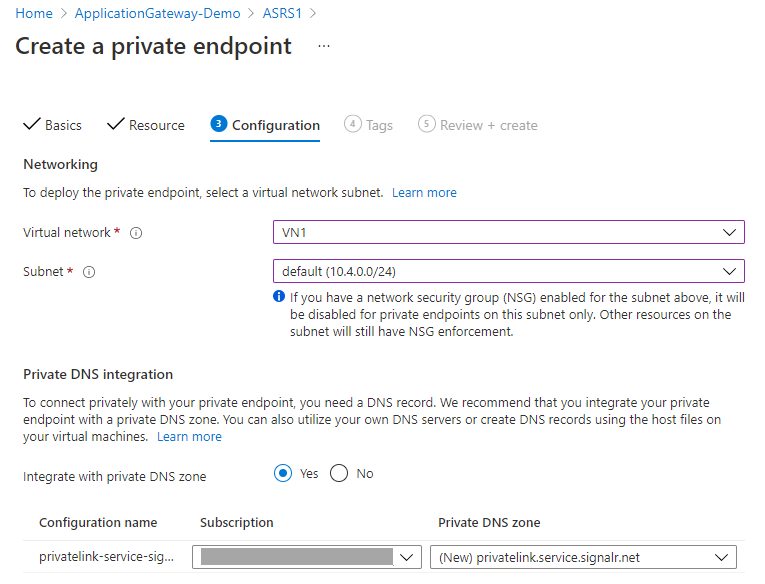 Home > ApplicationGateway-Demo > ASRS1 >
Create a private endpoint ...
Basics Resource 3 Configuration 4 Tags 5 Review + create
Networking
To deploy the private endpoint, select a virtual network subnet. Learn more
Virtual network * VN1
Subnet * default (10.4.0.0/24)
If you have a network security group (NSG) enabled for the subnet above, it will
be disabled for private endpoints on this subnet only. Other resources on the
subnet will still have NSG enforcement.
Private DNS integration
To connect privately with your private endpoint, you need a DNS record. We recommend that you integrate your private
endpoint with a private DNS zone. You can also utilize your own DNS servers or create DNS records using the host files on
your virtual machines. Learn more
Integrate with private DNS zone Yes No
Configuration name Subscription Private DNS zone
privatelink-service-sig... (New) privatelink.service.signalr.net